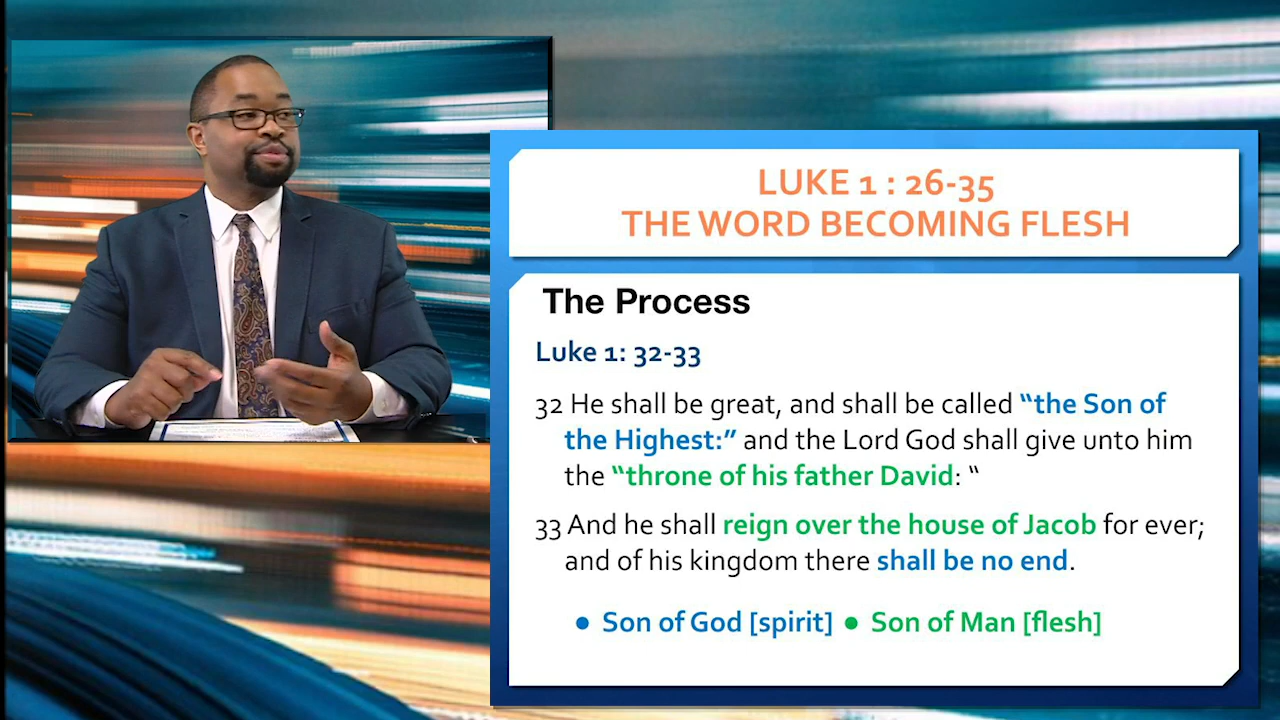 LUKE 1 : 26-35
THE WORD BECOMING FLESH
The Process
Luke 1: 32-33
32 He shall be great, and shall be called “the Son of
the Highest:” and the Lord God shall give unto him
the “throne of his father David: “
33 And he shall reign over the house of Jacob for ever;
and of his kingdom there shall be no end.
● Son of God [spirit] ● Son of Man [flesh]